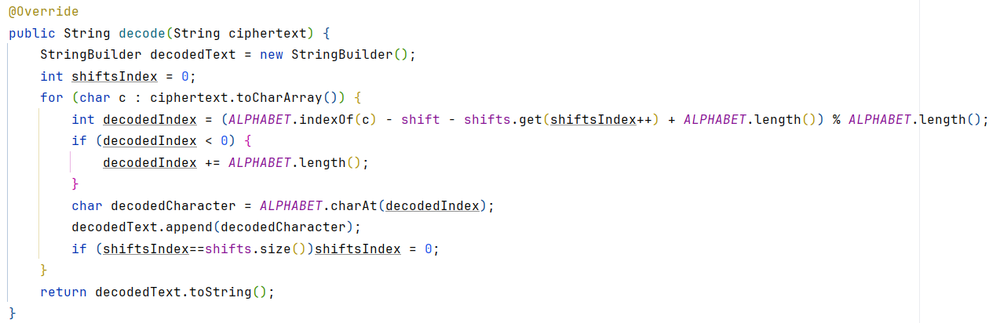 @Override
public String decode(String ciphertext) {
    StringBuilder decodedText = new StringBuilder();
    int shiftsIndex = 0;
    for (char c : ciphertext.toCharArray()) {
        int decodedIndex = (ALPHABET.indexOf(c) - shift - shifts.get(shiftsIndex++) + ALPHABET.length()) % ALPHABET.length();
        if (decodedIndex < 0) {
            decodedIndex += ALPHABET.length();
        }
        char decodedCharacter = ALPHABET.charAt(decodedIndex);
        decodedText.append(decodedCharacter);
        if (shiftsIndex==shifts.size())shiftsIndex = 0;
    }
    return decodedText.toString();
}